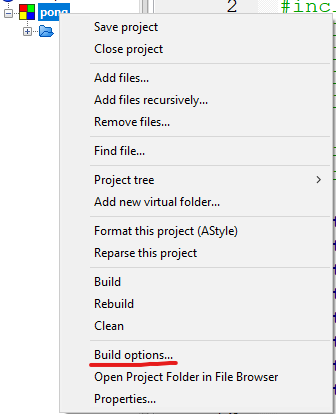 pong
2
#incl
Save project
Close project
Add files...
Add files recursively...
Remove files...
Find file...
Project tree
Add new virtual folder...
Format this project (AStyle)
Reparse this project
Build
Rebuild
Clean
Build options...
Open Project Folder in File Browser
Properties...